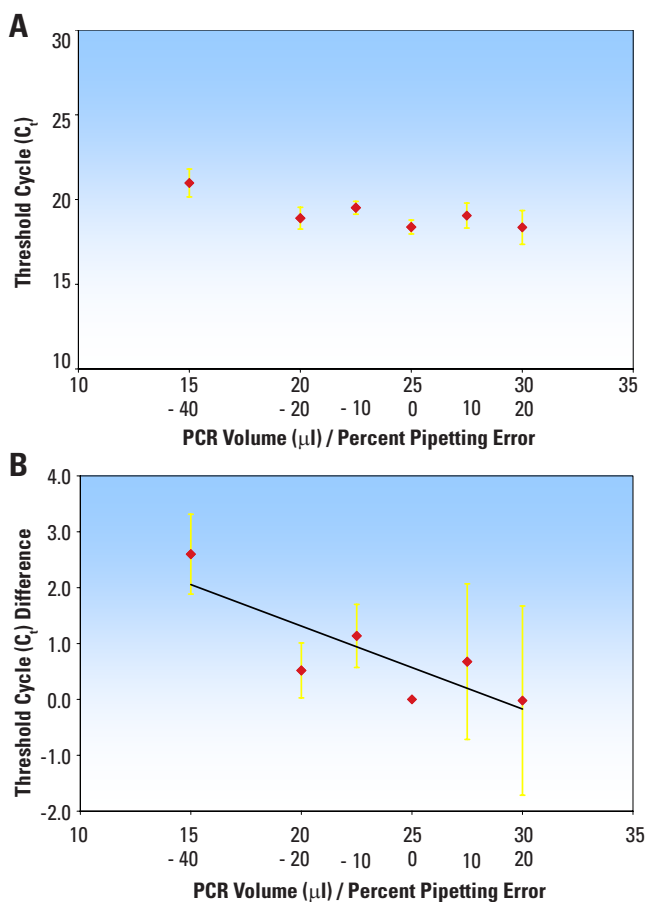 A
30
25
20
15
10
Threshold Cycle (Ct)
10 15 20 25 30 35
- 40 - 20 - 10 0 10 20
PCR Volume (µl) / Percent Pipetting Error
B
4.0
3.0
2.0
1.0
0.0
-1.0
-2.0
Threshold Cycle (Ct) Difference
10 15 20 25 30 35
- 40 - 20 - 10 0 10 20
PCR Volume (µl) / Percent Pipetting Error